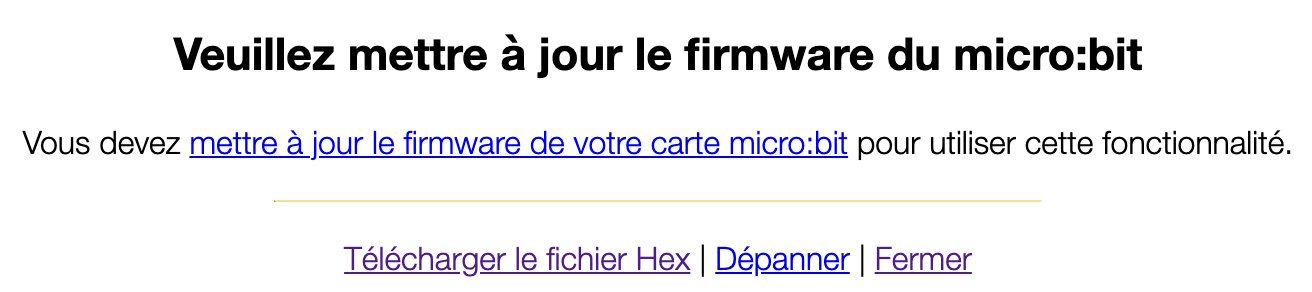 Veuillez mettre à jour le firmware du micro:bit
Vous devez mettre à jour le firmware de votre carte micro:bit pour utiliser cette fonctionnalité.
Télécharger le fichier Hex | Dépanner | Fermer